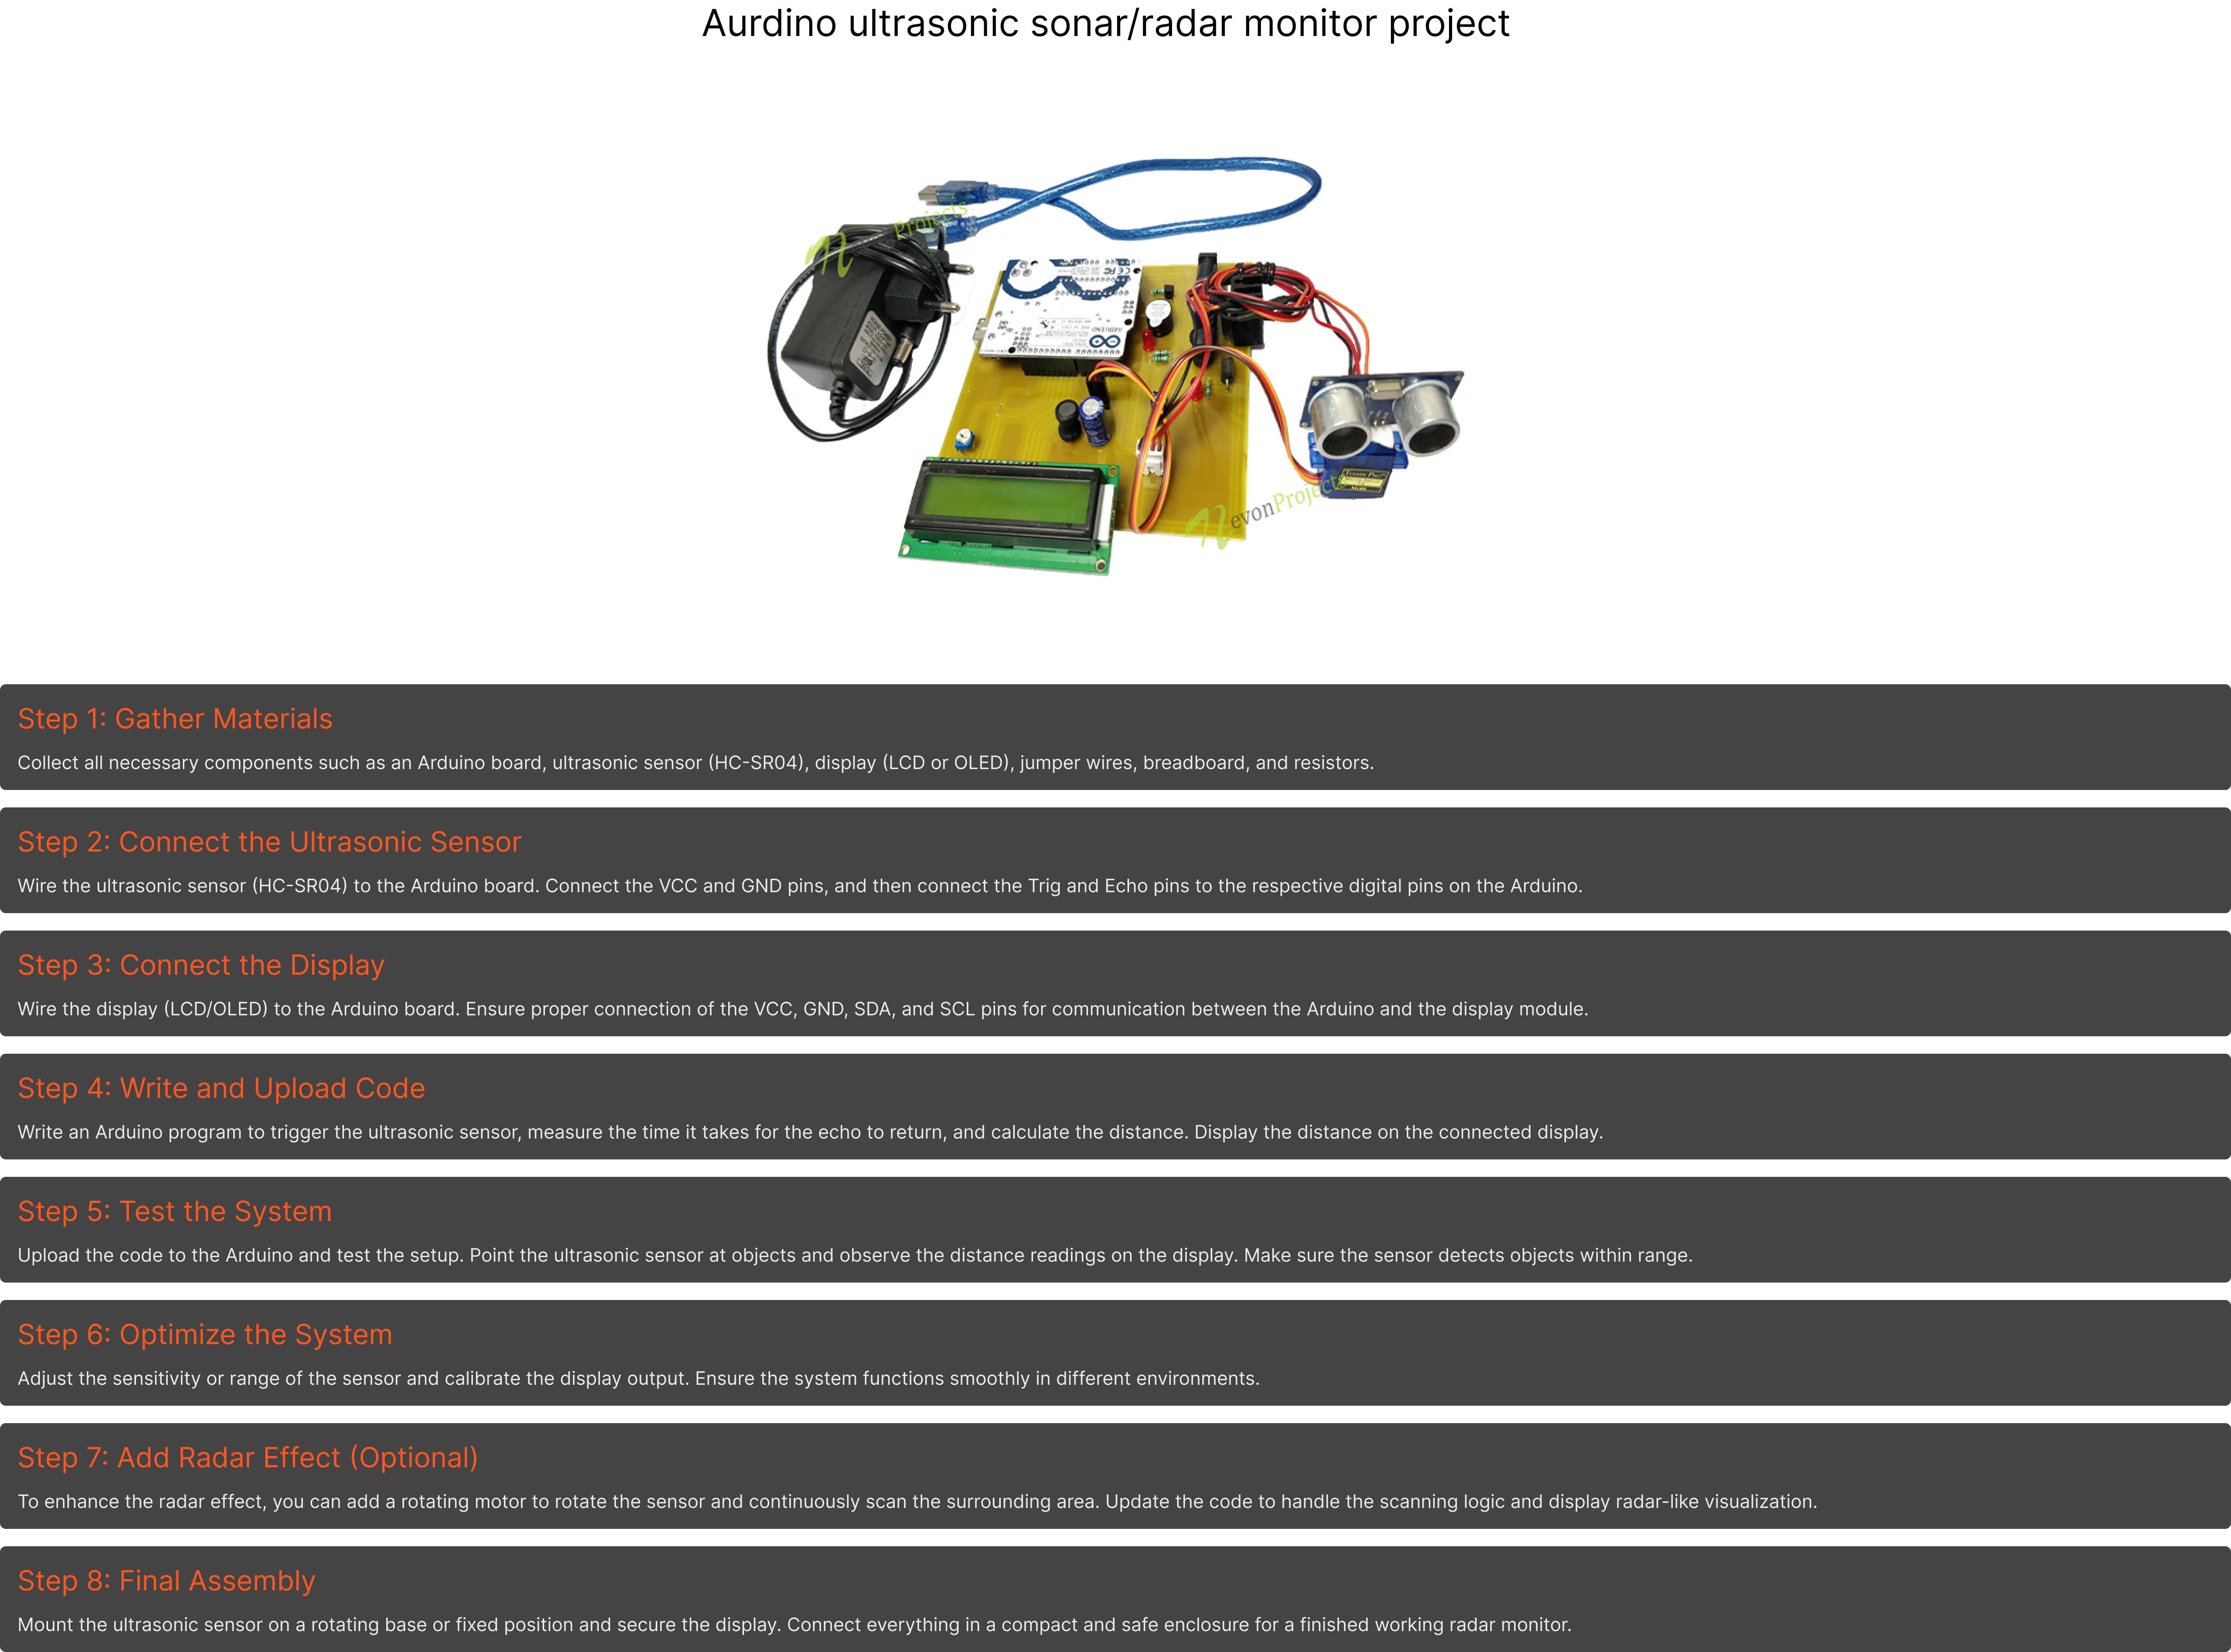 Aurdino ultrasonic sonar/radar monitor project
Projects
ARDUINO
evonProjects
Step 1: Gather Materials
Collect all necessary components such as an Arduino board, ultrasonic sensor (HC-SR04), display (LCD or OLED), jumper wires, breadboard, and resistors.
Step 2: Connect the Ultrasonic Sensor
Wire the ultrasonic sensor (HC-SR04) to the Arduino board. Connect the VCC and GND pins, and then connect the Trig and Echo pins to the respective digital pins on the Arduino.
Step 3: Connect the Display
Wire the display (LCD/OLED) to the Arduino board. Ensure proper connection of the VCC, GND, SDA, and SCL pins for communication between the Arduino and the display module.
Step 4: Write and Upload Code
Write an Arduino program to trigger the ultrasonic sensor, measure the time it takes for the echo to return, and calculate the distance. Display the distance on the connected display.
Step 5: Test the System
Upload the code to the Arduino and test the setup. Point the ultrasonic sensor at objects and observe the distance readings on the display. Make sure the sensor detects objects within range.
Step 6: Optimize the System
Adjust the sensitivity or range of the sensor and calibrate the display output. Ensure the system functions smoothly in different environments.
Step 7: Add Radar Effect (Optional)
To enhance the radar effect, you can add a rotating motor to rotate the sensor and continuously scan the surrounding area. Update the code to handle the scanning logic and display radar-like visualization.
Step 8: Final Assembly
Mount the ultrasonic sensor on a rotating base or fixed position and secure the display. Connect everything in a compact and safe enclosure for a finished working radar monitor.